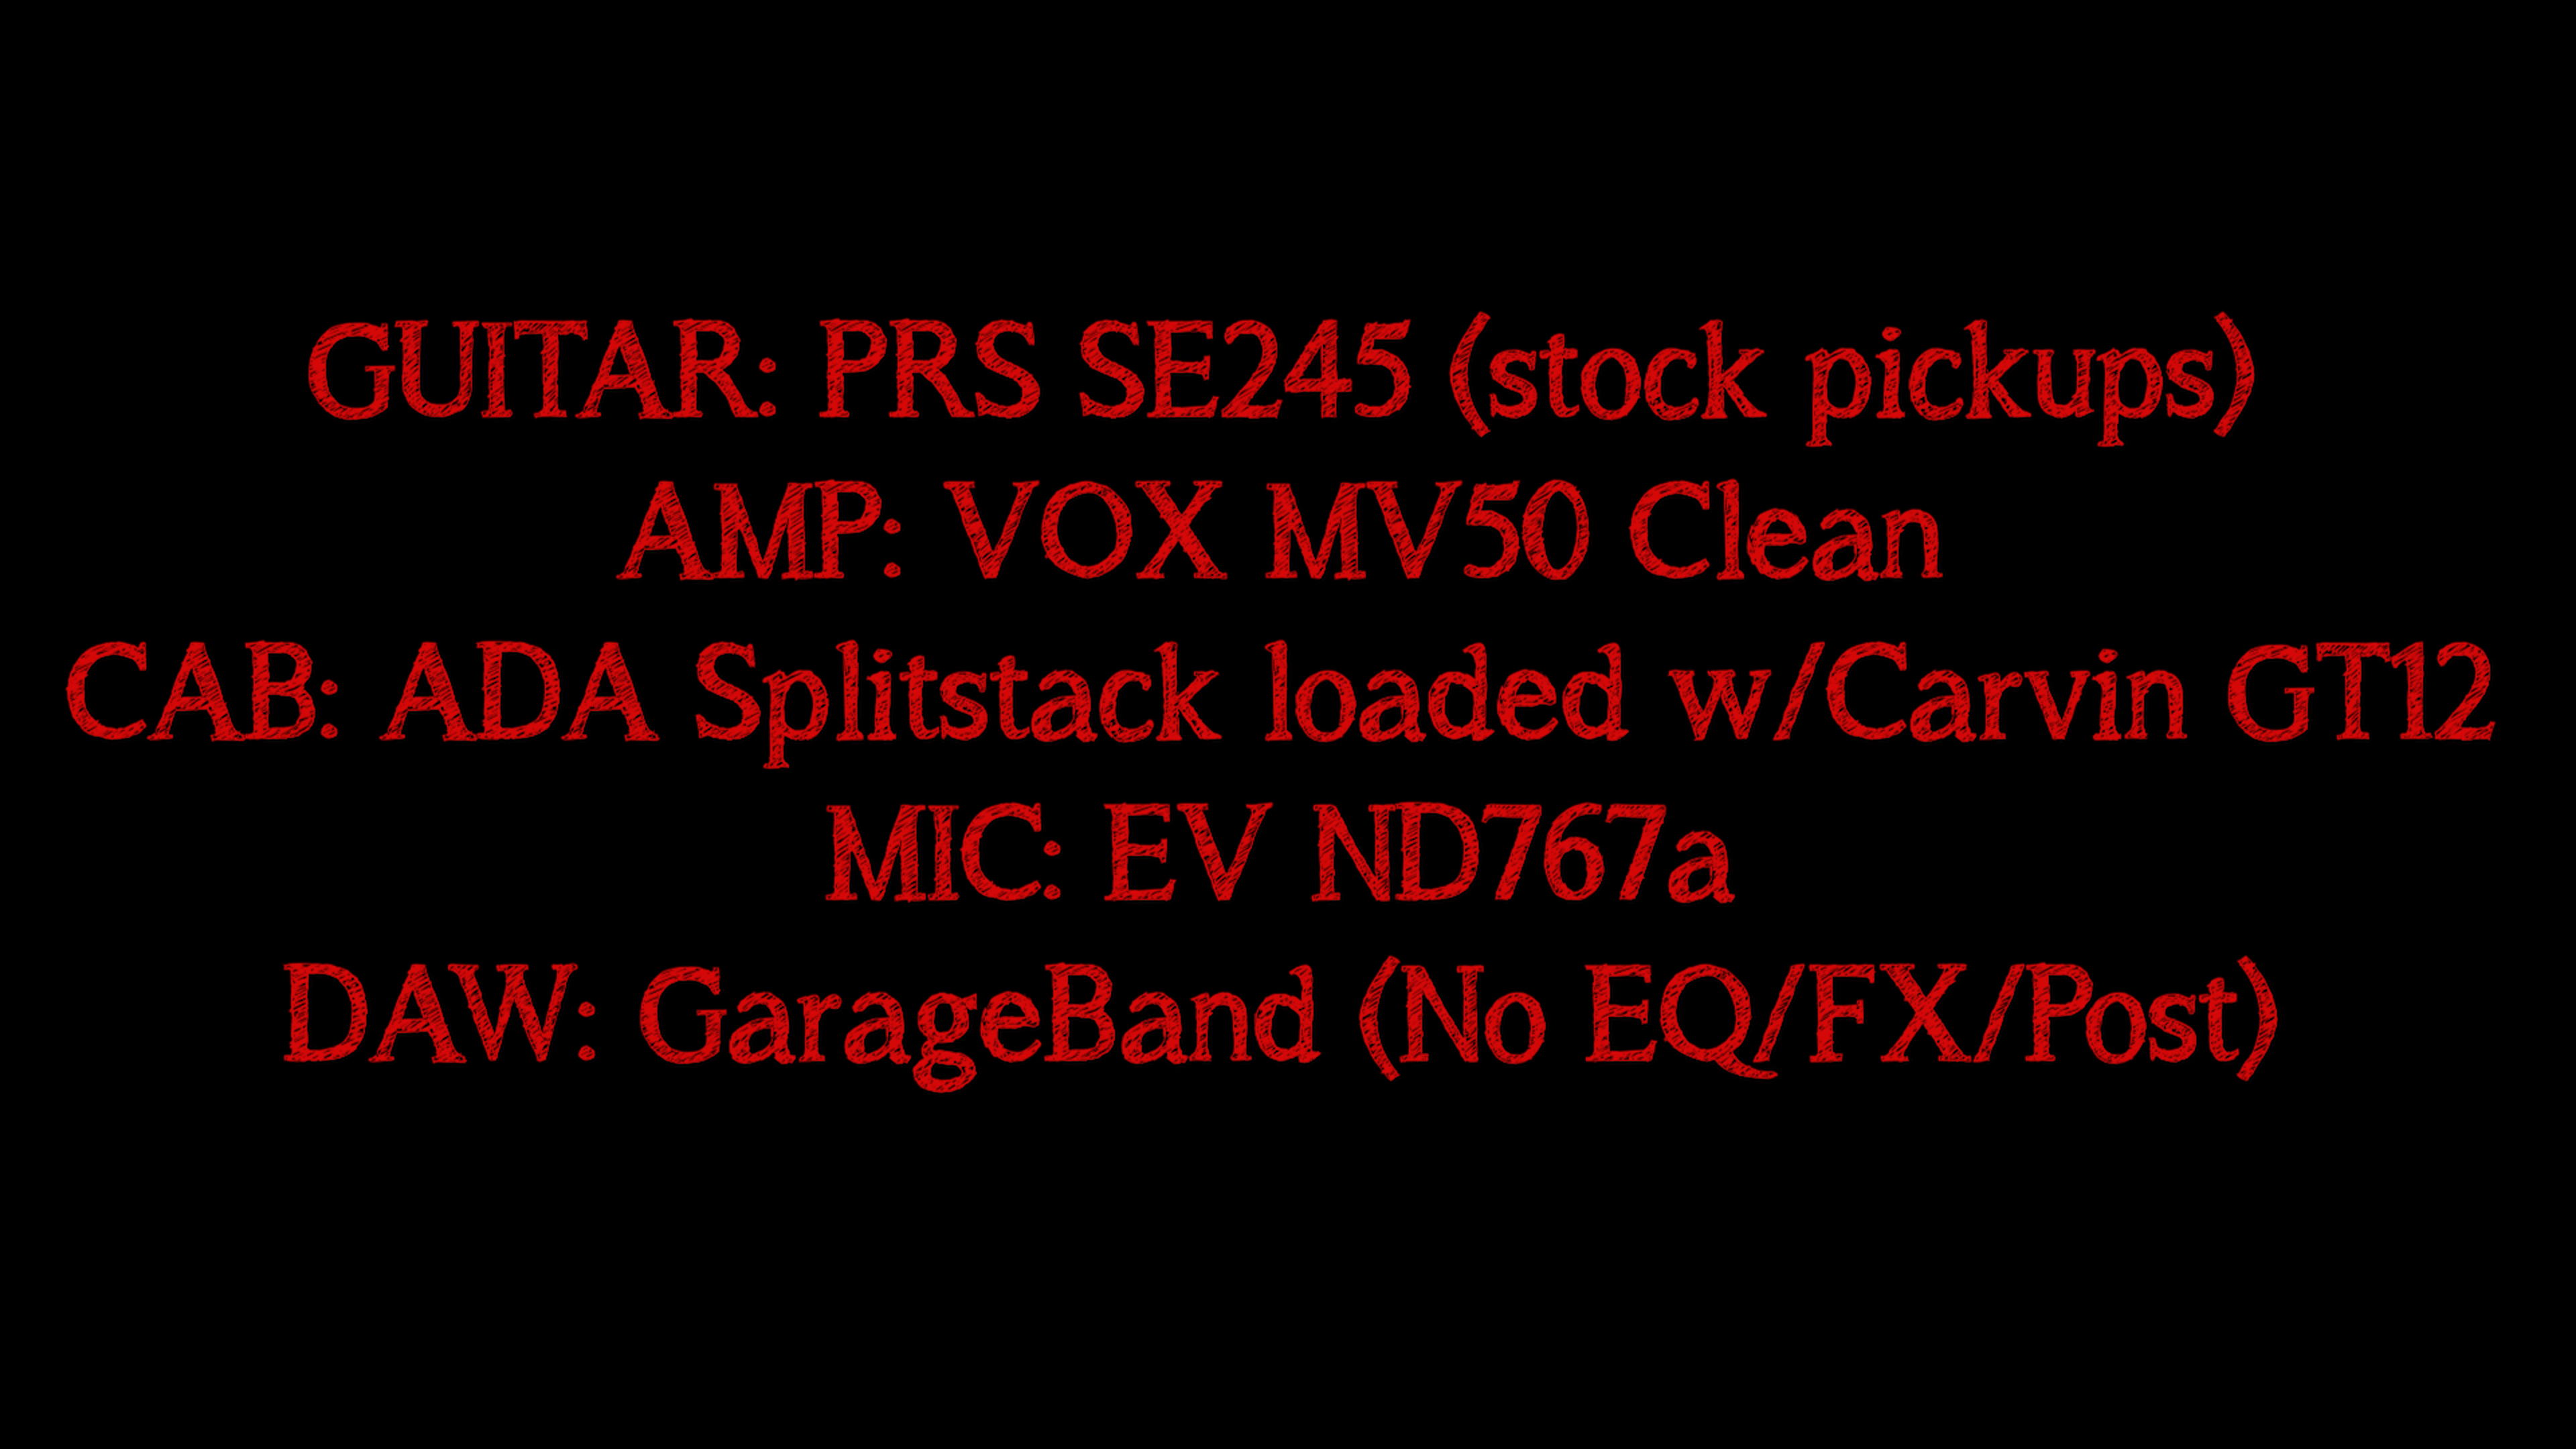 GUITAR: PRS SE245 (stock pickups)
AMP: VOX MV50 Clean
CAB: ADA Splitstack loaded w/Carvin GT12
MIC: EV ND767a
DAW: GarageBand (No EQ/FX/Post)